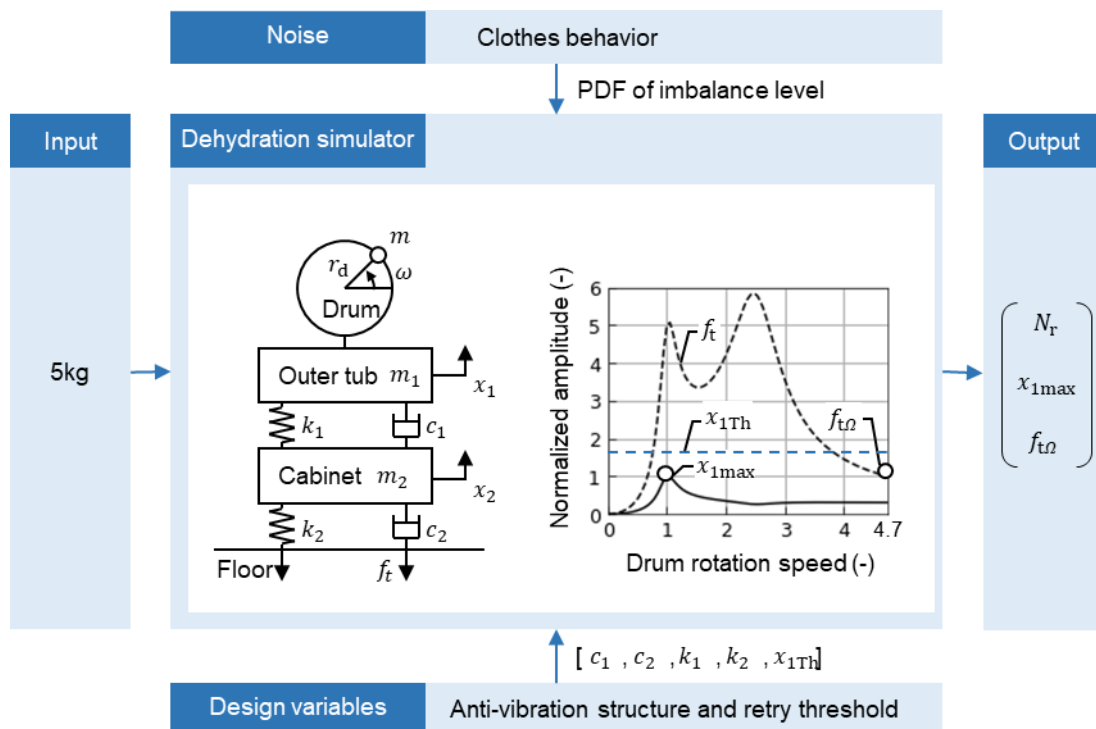 Noise
Clothes behavior
PDF of imbalance level
Input
5kg
Dehydration simulator
m
r_d
ω
Drum
Outer tub m_1
x_1
k_1
c_1
Cabinet m_2
x_2
k_2
c_2
Floor
f_t
Normalized amplitude (-)
6
5
4
3
2
1
0
f_t
x_1Th
f_tΩ
x_1max
0 1 2 3 4 4.7
Drum rotation speed (-)
Output
N_r
x_1max
f_tΩ
[ c_1 , c_2 , k_1 , k_2 , x_1Th]
Design variables
Anti-vibration structure and retry threshold